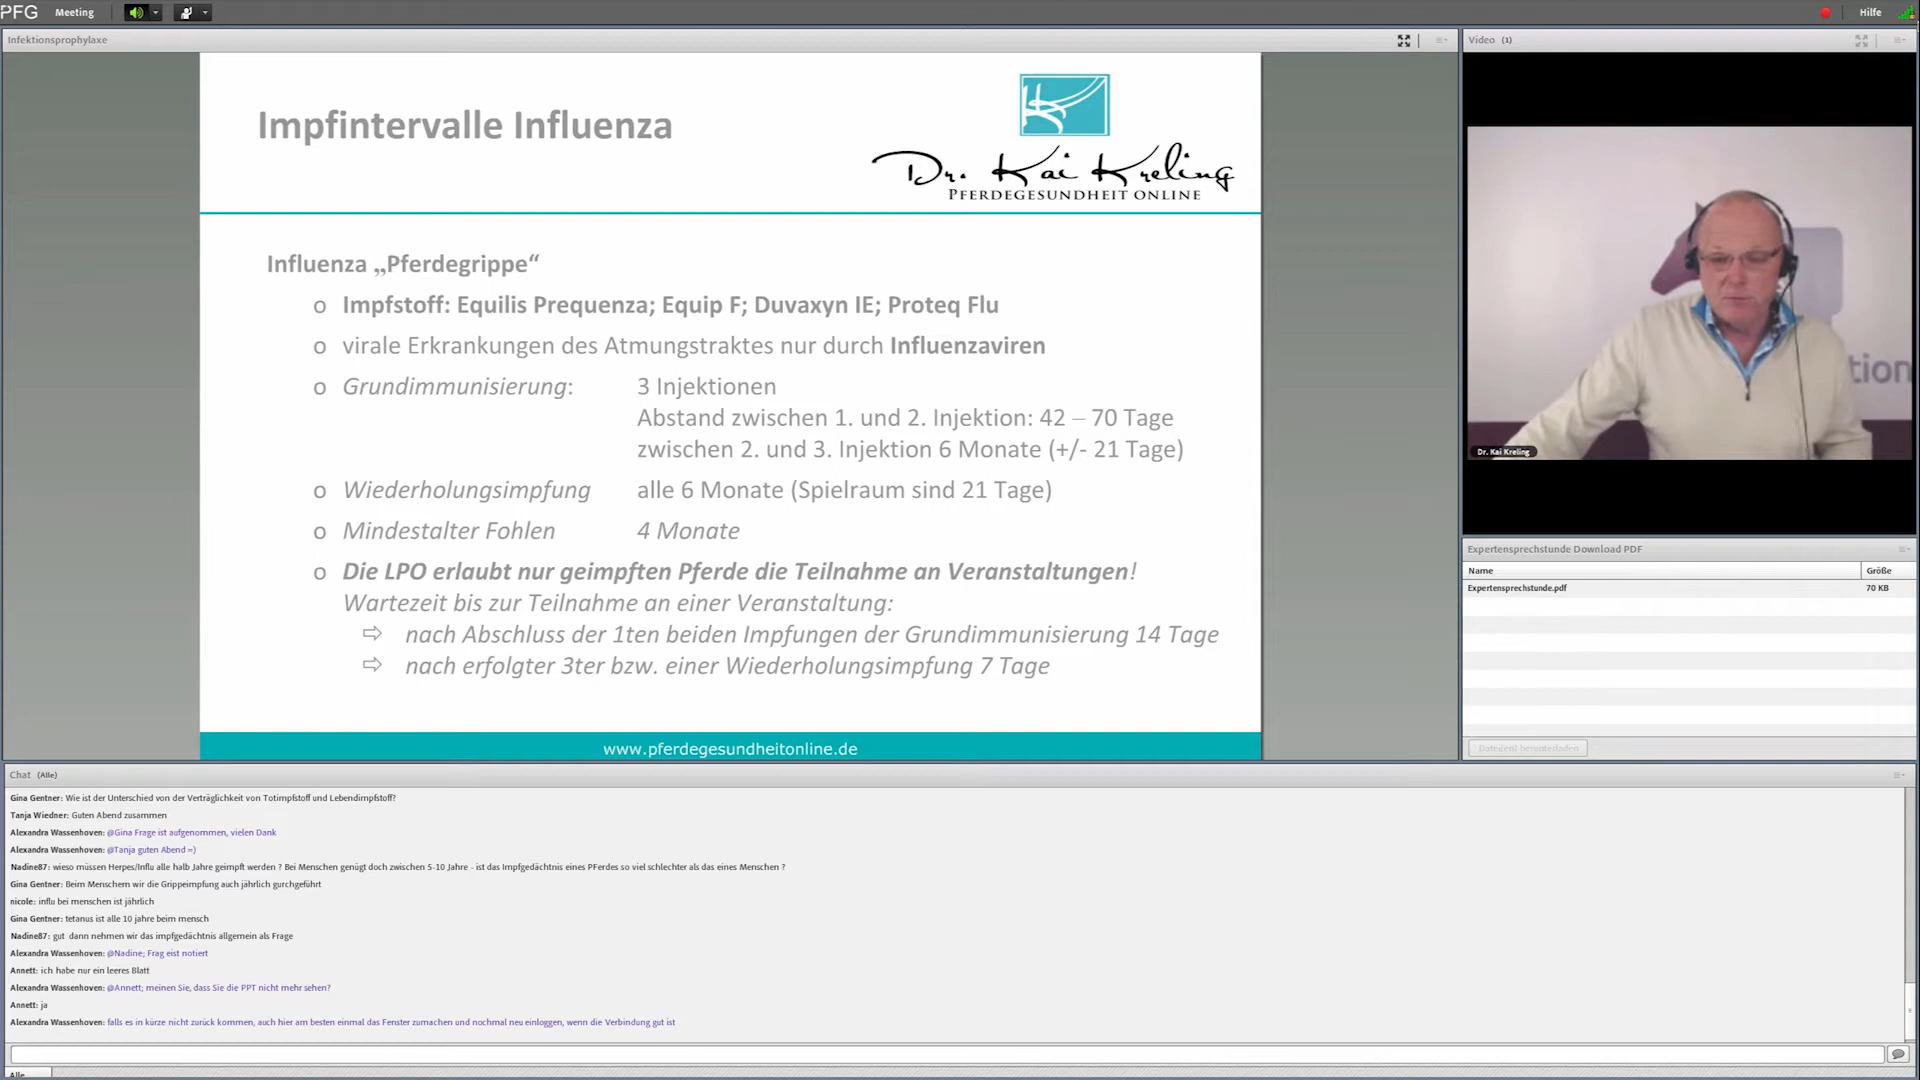 PFG Meeting Hilfe
Infektionsprophylaxe
Impfintervalle Influenza
Dr. Kai Kreling
PFERDEGESUNDHEIT ONLINE
Influenza „Pferdegrippe“
o Impfstoff: Equilis Prequenza; Equip F; Duvaxyn IE; Proteq Flu
o virale Erkrankungen des Atmungstraktes nur durch Influenzaviren
o Grundimmunisierung: 3 Injektionen
Abstand zwischen 1. und 2. Injektion: 42 – 70 Tage
zwischen 2. und 3. Injektion 6 Monate (+/- 21 Tage)
o Wiederholungsimpfung alle 6 Monate (Spielraum sind 21 Tage)
o Mindestalter Fohlen 4 Monate
o Die LPO erlaubt nur geimpften Pferde die Teilnahme an Veranstaltungen!
Wartezeit bis zur Teilnahme an einer Veranstaltung:
⇨ nach Abschluss der 1ten beiden Impfungen der Grundimmunisierung 14 Tage
⇨ nach erfolgter 3ter bzw. einer Wiederholungsimpfung 7 Tage
www.pferdegesundheitonline.de
Video (1)
tion
Dr. Kai Kreling
Expertensprechstunde Download PDF
Name Größe
Expertensprechstunde.pdf 70 KB
Datei(en) herunterladen
Chat (Alle)
Gina Gentner: Wie ist der Unterschied von der Verträglichkeit von Totimpfstoff und Lebendimpfstoff?
Tanja Wiedner: Guten Abend zusammen
Alexandra Wassenhoven: @Gina Frage ist aufgenommen, vielen Dank
Alexandra Wassenhoven: @Tanja guten Abend =)
Nadine87: wieso müssen Herpes/Influ alle halb Jahre geimpft werden ? Bei Menschen genügt doch zwischen 5-10 Jahre - ist das Impfgedächtnis eines PFerdes so viel schlechter als das eines Menschen ?
Gina Gentner: Beim Menschern wir die Grippeimpfung auch jährlich gurchgeführt
nicole: influ bei menschen ist jährlich
Gina Gentner: tetanus ist alle 10 jahre beim mensch
Nadine87: gut dann nehmen wir das impfgedächtnis allgemein als Frage
Alexandra Wassenhoven: @Nadine; Frag eist notiert
Annett: ich habe nur ein leeres Blatt
Alexandra Wassenhoven: @Annett; meinen Sie, dass Sie die PPT nicht mehr sehen?
Annett: ja
Alexandra Wassenhoven: falls es in kürze nicht zurück kommen, auch hier am besten einmal das Fenster zumachen und nochmal neu einloggen, wenn die Verbindung gut ist
Alle